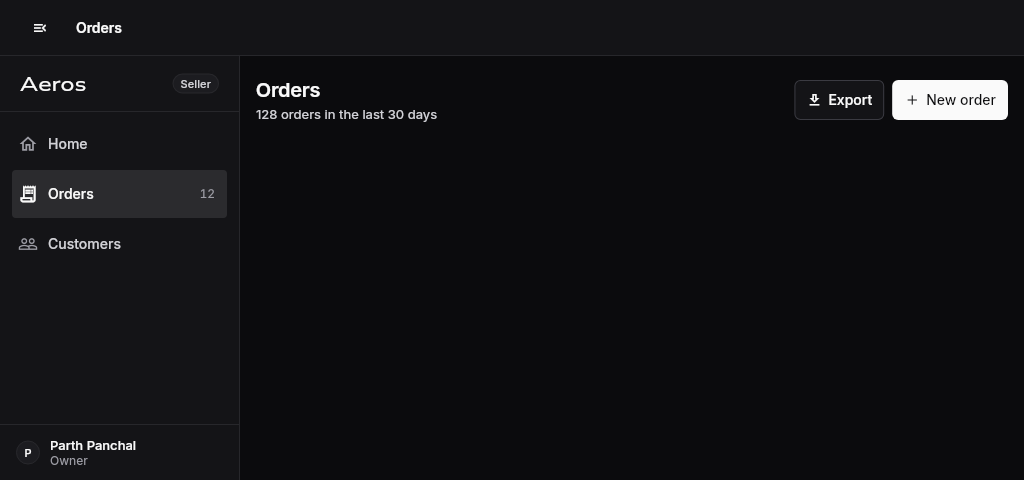 Orders
Aeros
Seller
Home
Orders 12
Customers
Parth Panchal
Owner
P
Orders
128 orders in the last 30 days
Export
New order